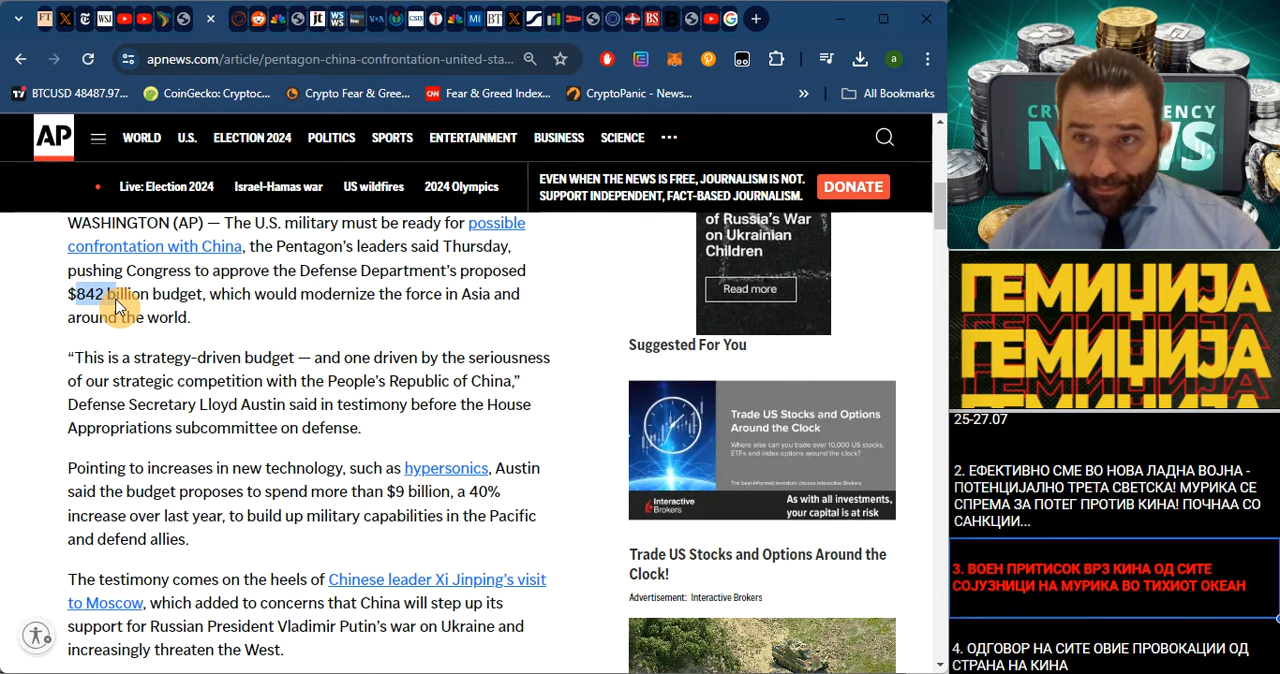 apnews.com/article/pentagon-china-confrontation-united-sta...
BTCUSD 48487.97...
CoinGecko: Cryptoc...
Crypto Fear & Gree...
Fear & Greed Index...
CryptoPanic - News...
All Bookmarks
AP
WORLD
U.S.
ELECTION 2024
POLITICS
SPORTS
ENTERTAINMENT
BUSINESS
SCIENCE
Live: Election 2024
Israel-Hamas war
US wildfires
2024 Olympics
EVEN WHEN THE NEWS IS FREE, JOURNALISM IS NOT.
SUPPORT INDEPENDENT, FACT-BASED JOURNALISM.
DONATE
WASHINGTON (AP) — The U.S. military must be ready for possible
confrontation with China, the Pentagon's leaders said Thursday,
pushing Congress to approve the Defense Department's proposed
$842 billion budget, which would modernize the force in Asia and
around the world.
“This is a strategy-driven budget — and one driven by the seriousness
of our strategic competition with the People's Republic of China,”
Defense Secretary Lloyd Austin said in testimony before the House
Appropriations subcommittee on defense.
Pointing to increases in new technology, such as hypersonics, Austin
said the budget proposes to spend more than $9 billion, a 40%
increase over last year, to build up military capabilities in the Pacific
and defend allies.
The testimony comes on the heels of Chinese leader Xi Jinping's visit
to Moscow, which added to concerns that China will step up its
support for Russian President Vladimir Putin's war on Ukraine and
increasingly threaten the West.
of Russia's War
on Ukrainian
Children
Read more
Suggested For You
Trade US Stocks and Options
Around the Clock
Where else can you trade over 10,000 US stocks,
ETFs and index options around the clock?
The best-informed investors choose Interactive Brokers
Interactive
Brokers
As with all investments,
your capital is at risk
Trade US Stocks and Options Around the
Clock!
Advertisement: Interactive Brokers
NEWS
ГЕМИЏИЈА
ГЕМИЏИЈА
25-27.07
2. ЕФЕКТИВНО СМЕ ВО НОВА ЛАДНА ВОЈНА -
ПОТЕНЦИЈАЛНО ТРЕТА СВЕТСКА! МУРИКА СЕ
СПРЕМА ЗА ПОТЕГ ПРОТИВ КИНА! ПОЧНАА СО
САНКЦИИ...
3. ВОЕН ПРИТИСОК ВРЗ КИНА ОД СИТЕ
СОЈУЗНИЦИ НА МУРИКА ВО ТИХИОТ ОКЕАН
4. ОДГОВОР НА СИТЕ ОВИЕ ПРОВОКАЦИИ ОД
СТРАНА НА КИНА